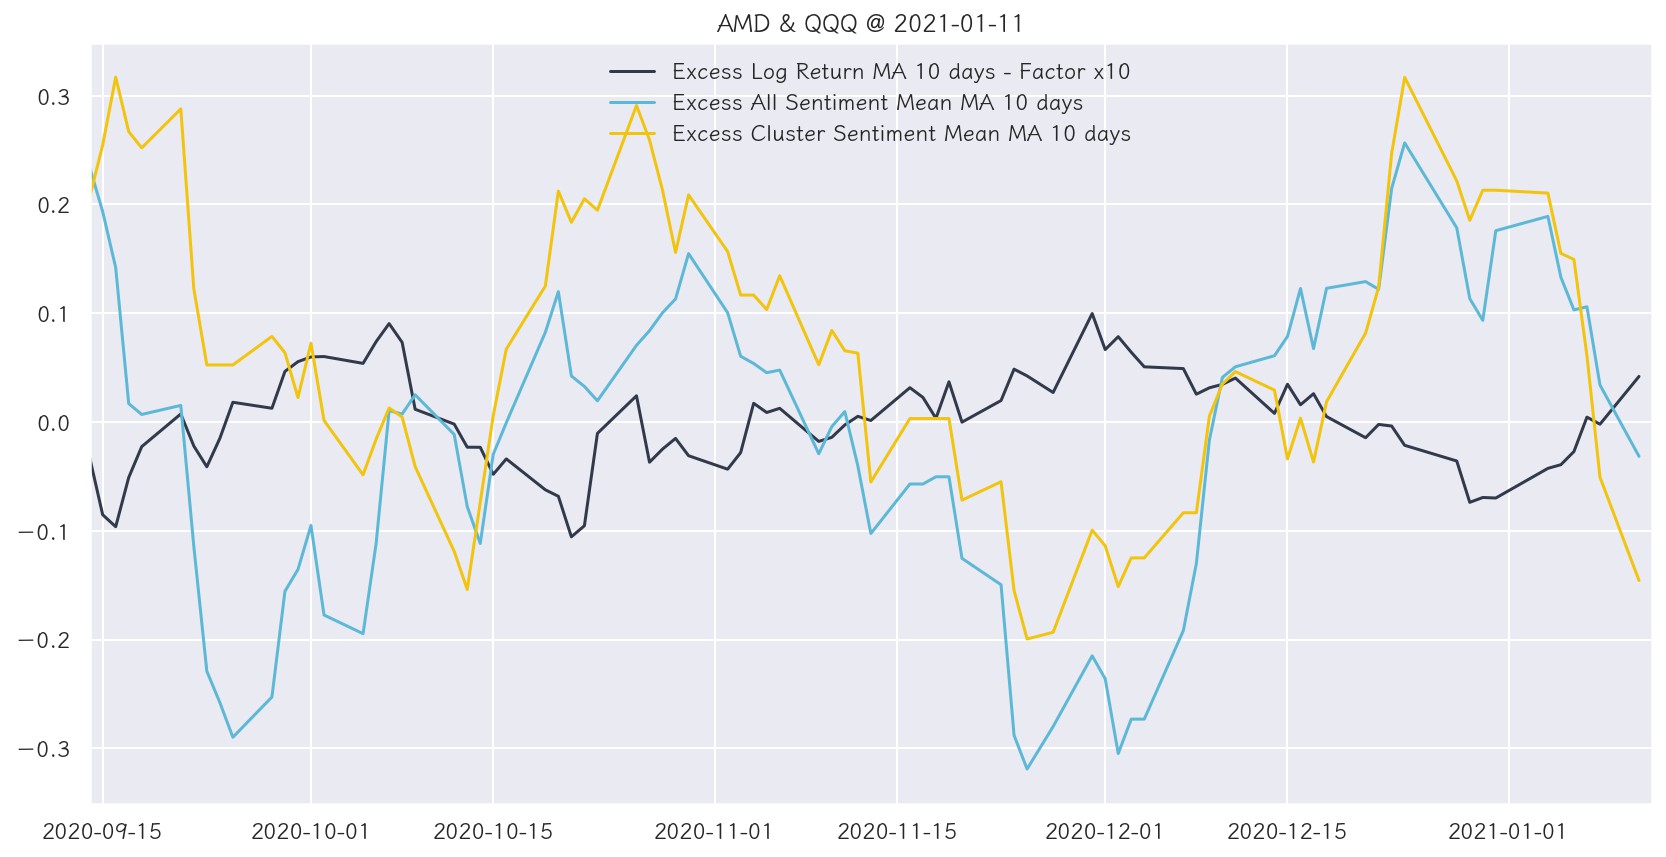 AMD & QQQ @ 2021-01-11
Excess Log Return MA 10 days - Factor x10
Excess All Sentiment Mean MA 10 days
Excess Cluster Sentiment Mean MA 10 days
0.3
0.2
0.1
0.0
−0.1
−0.2
−0.3
2020-09-15 2020-10-01 2020-10-15 2020-11-01 2020-11-15 2020-12-01 2020-12-15 2021-01-01